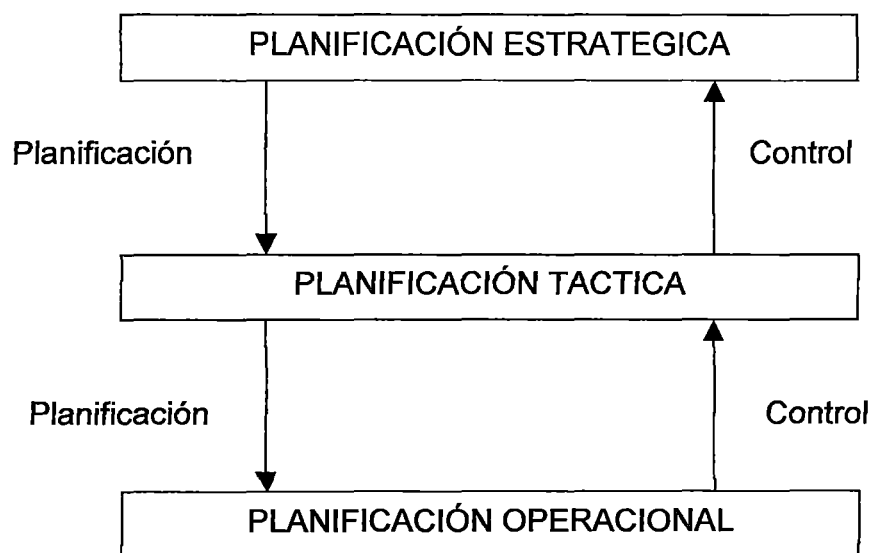 PLANIFICACIÓN ESTRATEGICA
Planificación
Control
PLANIFICACIÓN TACTICA
Planificación
Control
PLANIFICACIÓN OPERACIONAL